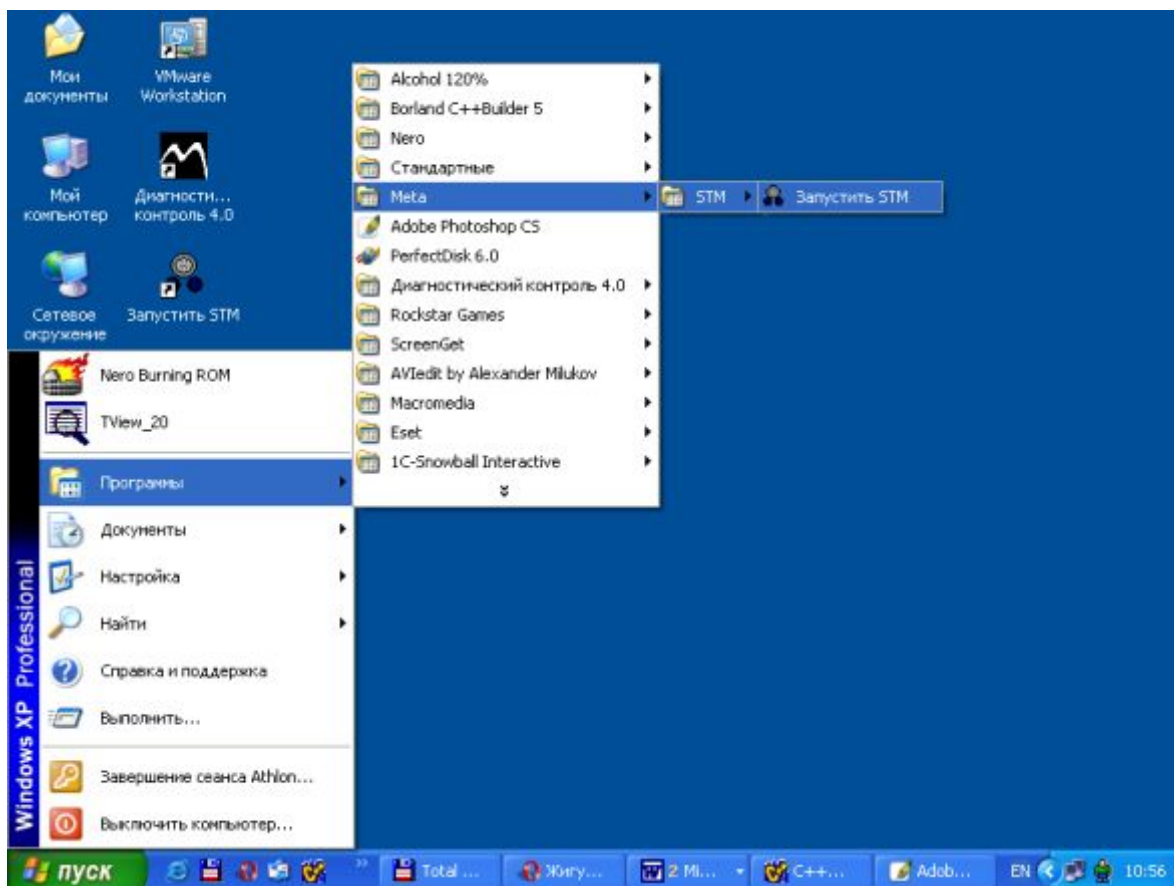 Мои
документы
VMware
Workstation
Мой
компьютер
Диагности...
контроль 4.0
Сетевое
окружение
Запустить STM
Alcohol 120%
Borland C++Builder 5
Nero
Стандартные
Meta
STM
Запустить STM
Adobe Photoshop CS
PerfectDisk 6.0
Диагностический контроль 4.0
Rockstar Games
ScreenGet
AVIedit by Alexander Milukov
Macromedia
Eset
1C-Snowball Interactive
Nero Burning ROM
TView_20
Программы
Документы
Настройка
Найти
Справка и поддержка
Выполнить...
Завершение сеанса Athlon...
Выключить компьютер...
Windows XP Professional
пуск
Total ...
Жигу...
2 Mi...
C++...
Adob...
EN
10:56